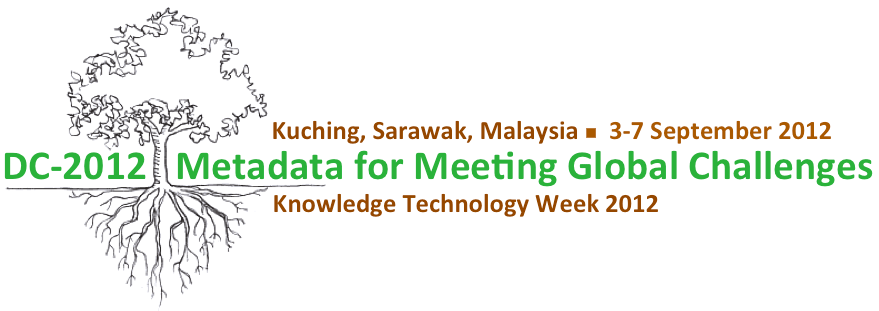 Kuching, Sarawak, Malaysia ▪ 3-7 September 2012
DC-2012 Metadata for Meeting Global Challenges
Knowledge Technology Week 2012